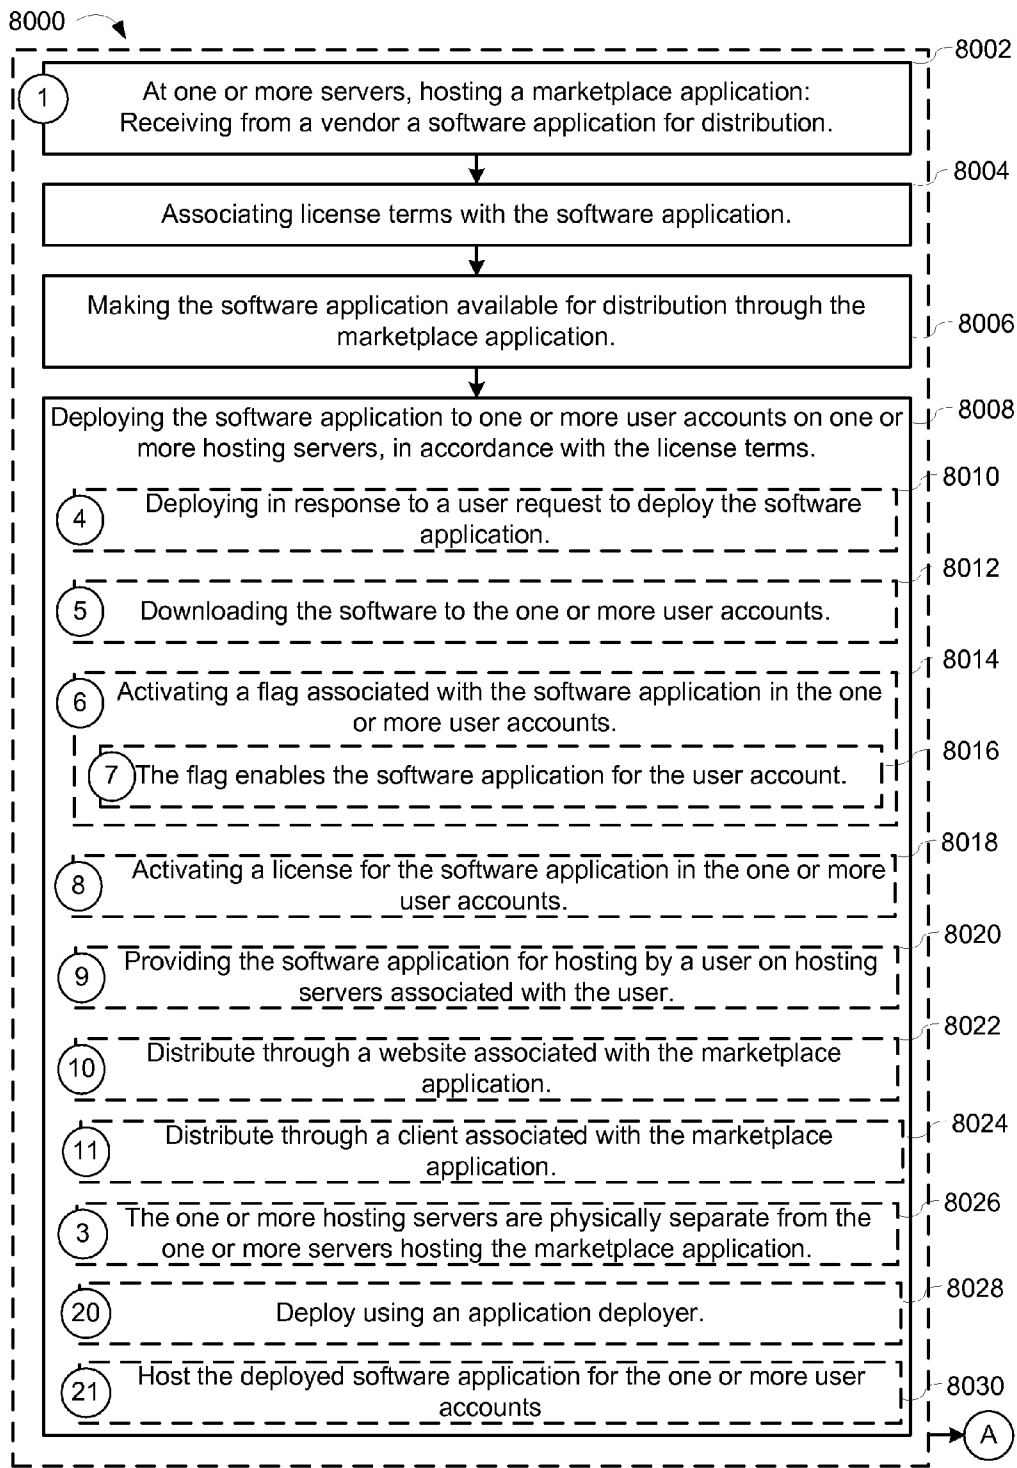 8000
8002
1
At one or more servers, hosting a marketplace application:
Receiving from a vendor a software application for distribution.
8004
Associating license terms with the software application.
Making the software application available for distribution through the
marketplace application.
8006
8008
Deploying the software application to one or more user accounts on one or
more hosting servers, in accordance with the license terms.
8010
4
Deploying in response to a user request to deploy the software
application.
8012
5
Downloading the software to the one or more user accounts.
8014
6
Activating a flag associated with the software application in the one
or more user accounts.
8016
7
The flag enables the software application for the user account.
8018
8
Activating a license for the software application in the one or more
user accounts.
8020
9
Providing the software application for hosting by a user on hosting
servers associated with the user.
8022
10
Distribute through a website associated with the marketplace
application.
8024
11
Distribute through a client associated with the marketplace
application.
8026
3
The one or more hosting servers are physically separate from the
one or more servers hosting the marketplace application.
8028
20
Deploy using an application deployer.
8030
21
Host the deployed software application for the one or more user
accounts
A